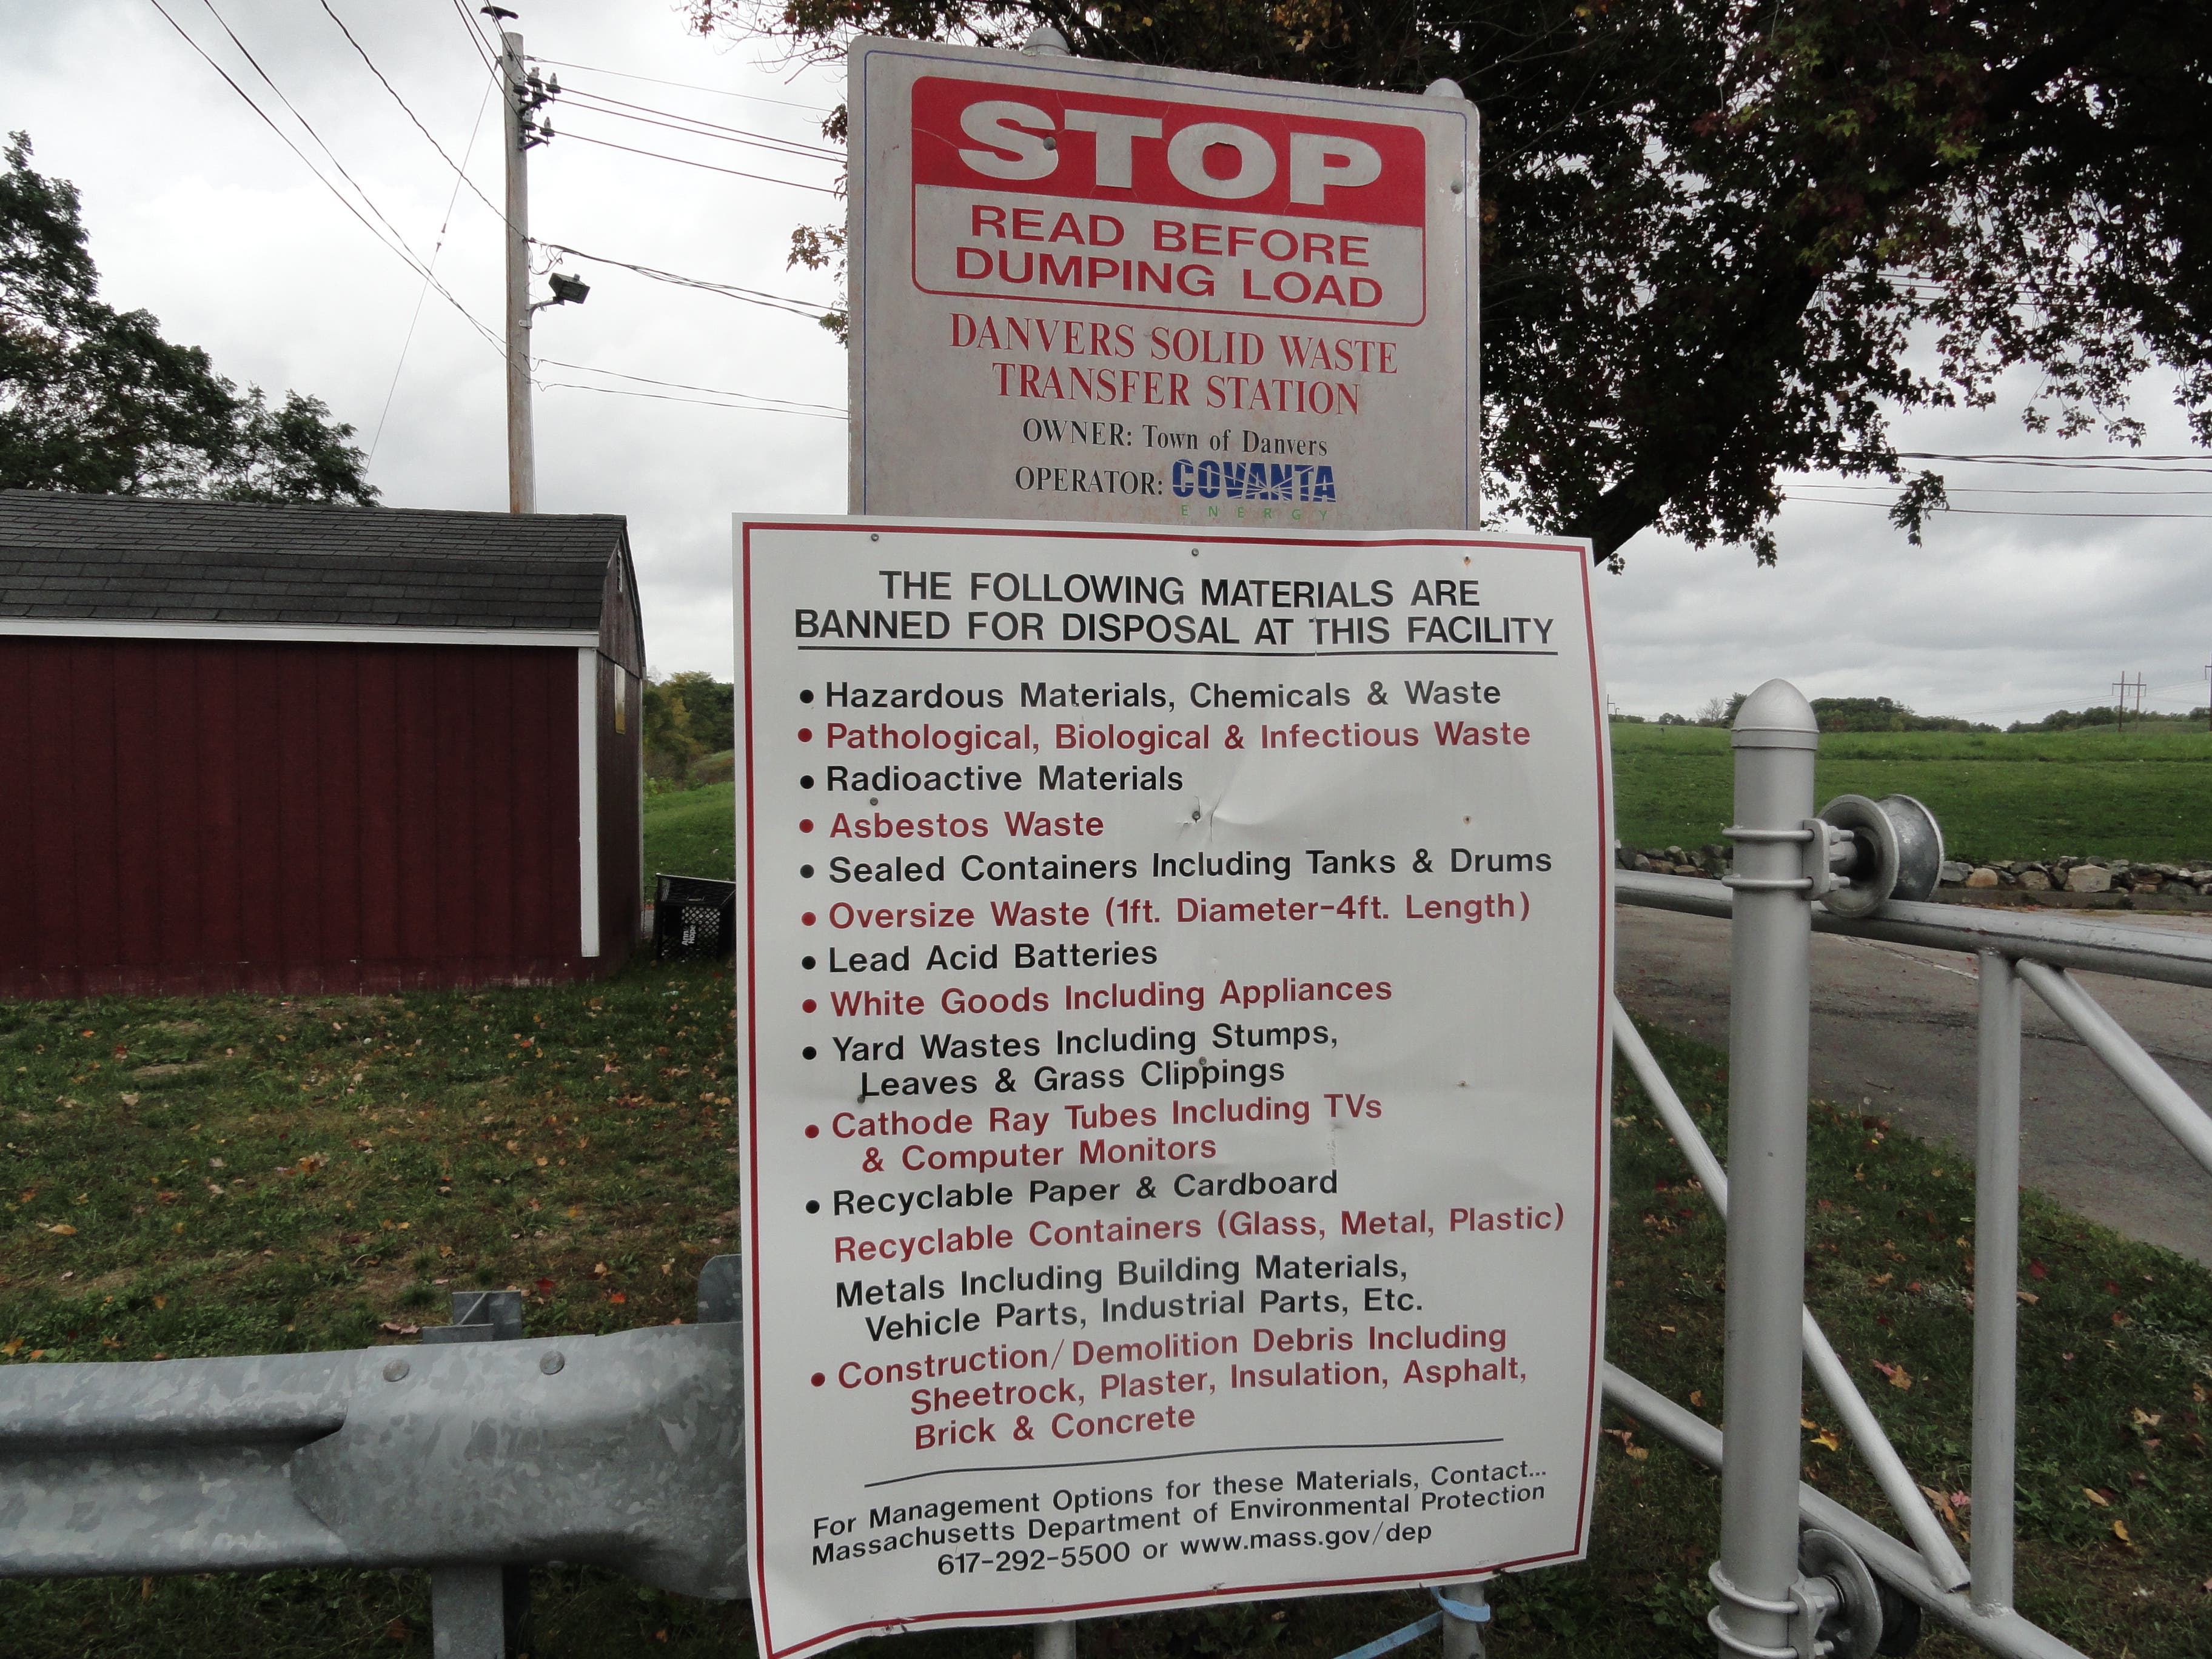 STOP
READ BEFORE
DUMPING LOAD
DANVERS SOLID WASTE
TRANSFER STATION
OWNER: Town of Danvers
OPERATOR: COVANTA
ENERGY
THE FOLLOWING MATERIALS ARE
BANNED FOR DISPOSAL AT THIS FACILITY
• Hazardous Materials, Chemicals & Waste
• Pathological, Biological & Infectious Waste
• Radioactive Materials
• Asbestos Waste
• Sealed Containers Including Tanks & Drums
• Oversize Waste (1ft. Diameter-4ft. Length)
• Lead Acid Batteries
• White Goods Including Appliances
• Yard Wastes Including Stumps,
Leaves & Grass Clippings
• Cathode Ray Tubes Including TVs
& Computer Monitors
• Recyclable Paper & Cardboard
Recyclable Containers (Glass, Metal, Plastic)
Metals Including Building Materials,
Vehicle Parts, Industrial Parts, Etc.
• Construction/Demolition Debris Including
Sheetrock, Plaster, Insulation, Asphalt,
Brick & Concrete
For Management Options for these Materials, Contact...
Massachusetts Department of Environmental Protection
617-292-5500 or www.mass.gov/dep